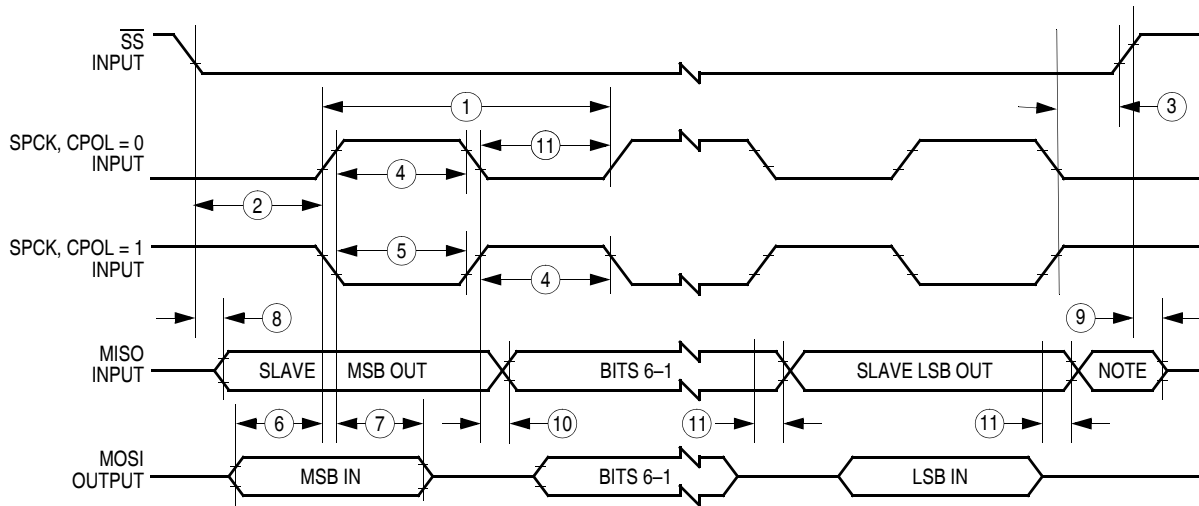 SS
INPUT
1
3
SPCK, CPOL = 0
INPUT
11
4
2
SPCK, CPOL = 1
INPUT
5
4
8
9
MISO
INPUT
SLAVE MSB OUT
BITS 6–1
SLAVE LSB OUT
NOTE
6
7
10
11
11
MOSI
OUTPUT
MSB IN
BITS 6–1
LSB IN